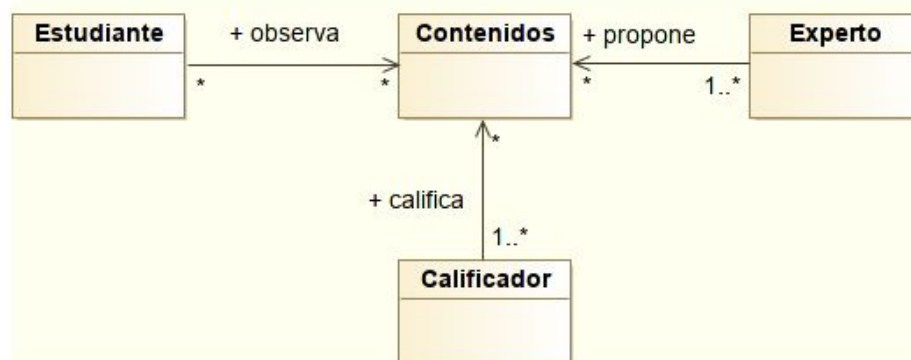 Estudiante
+ observa
*
*
Contenidos
+ propone
*
1..*
Experto
*
+ califica
1..*
Calificador